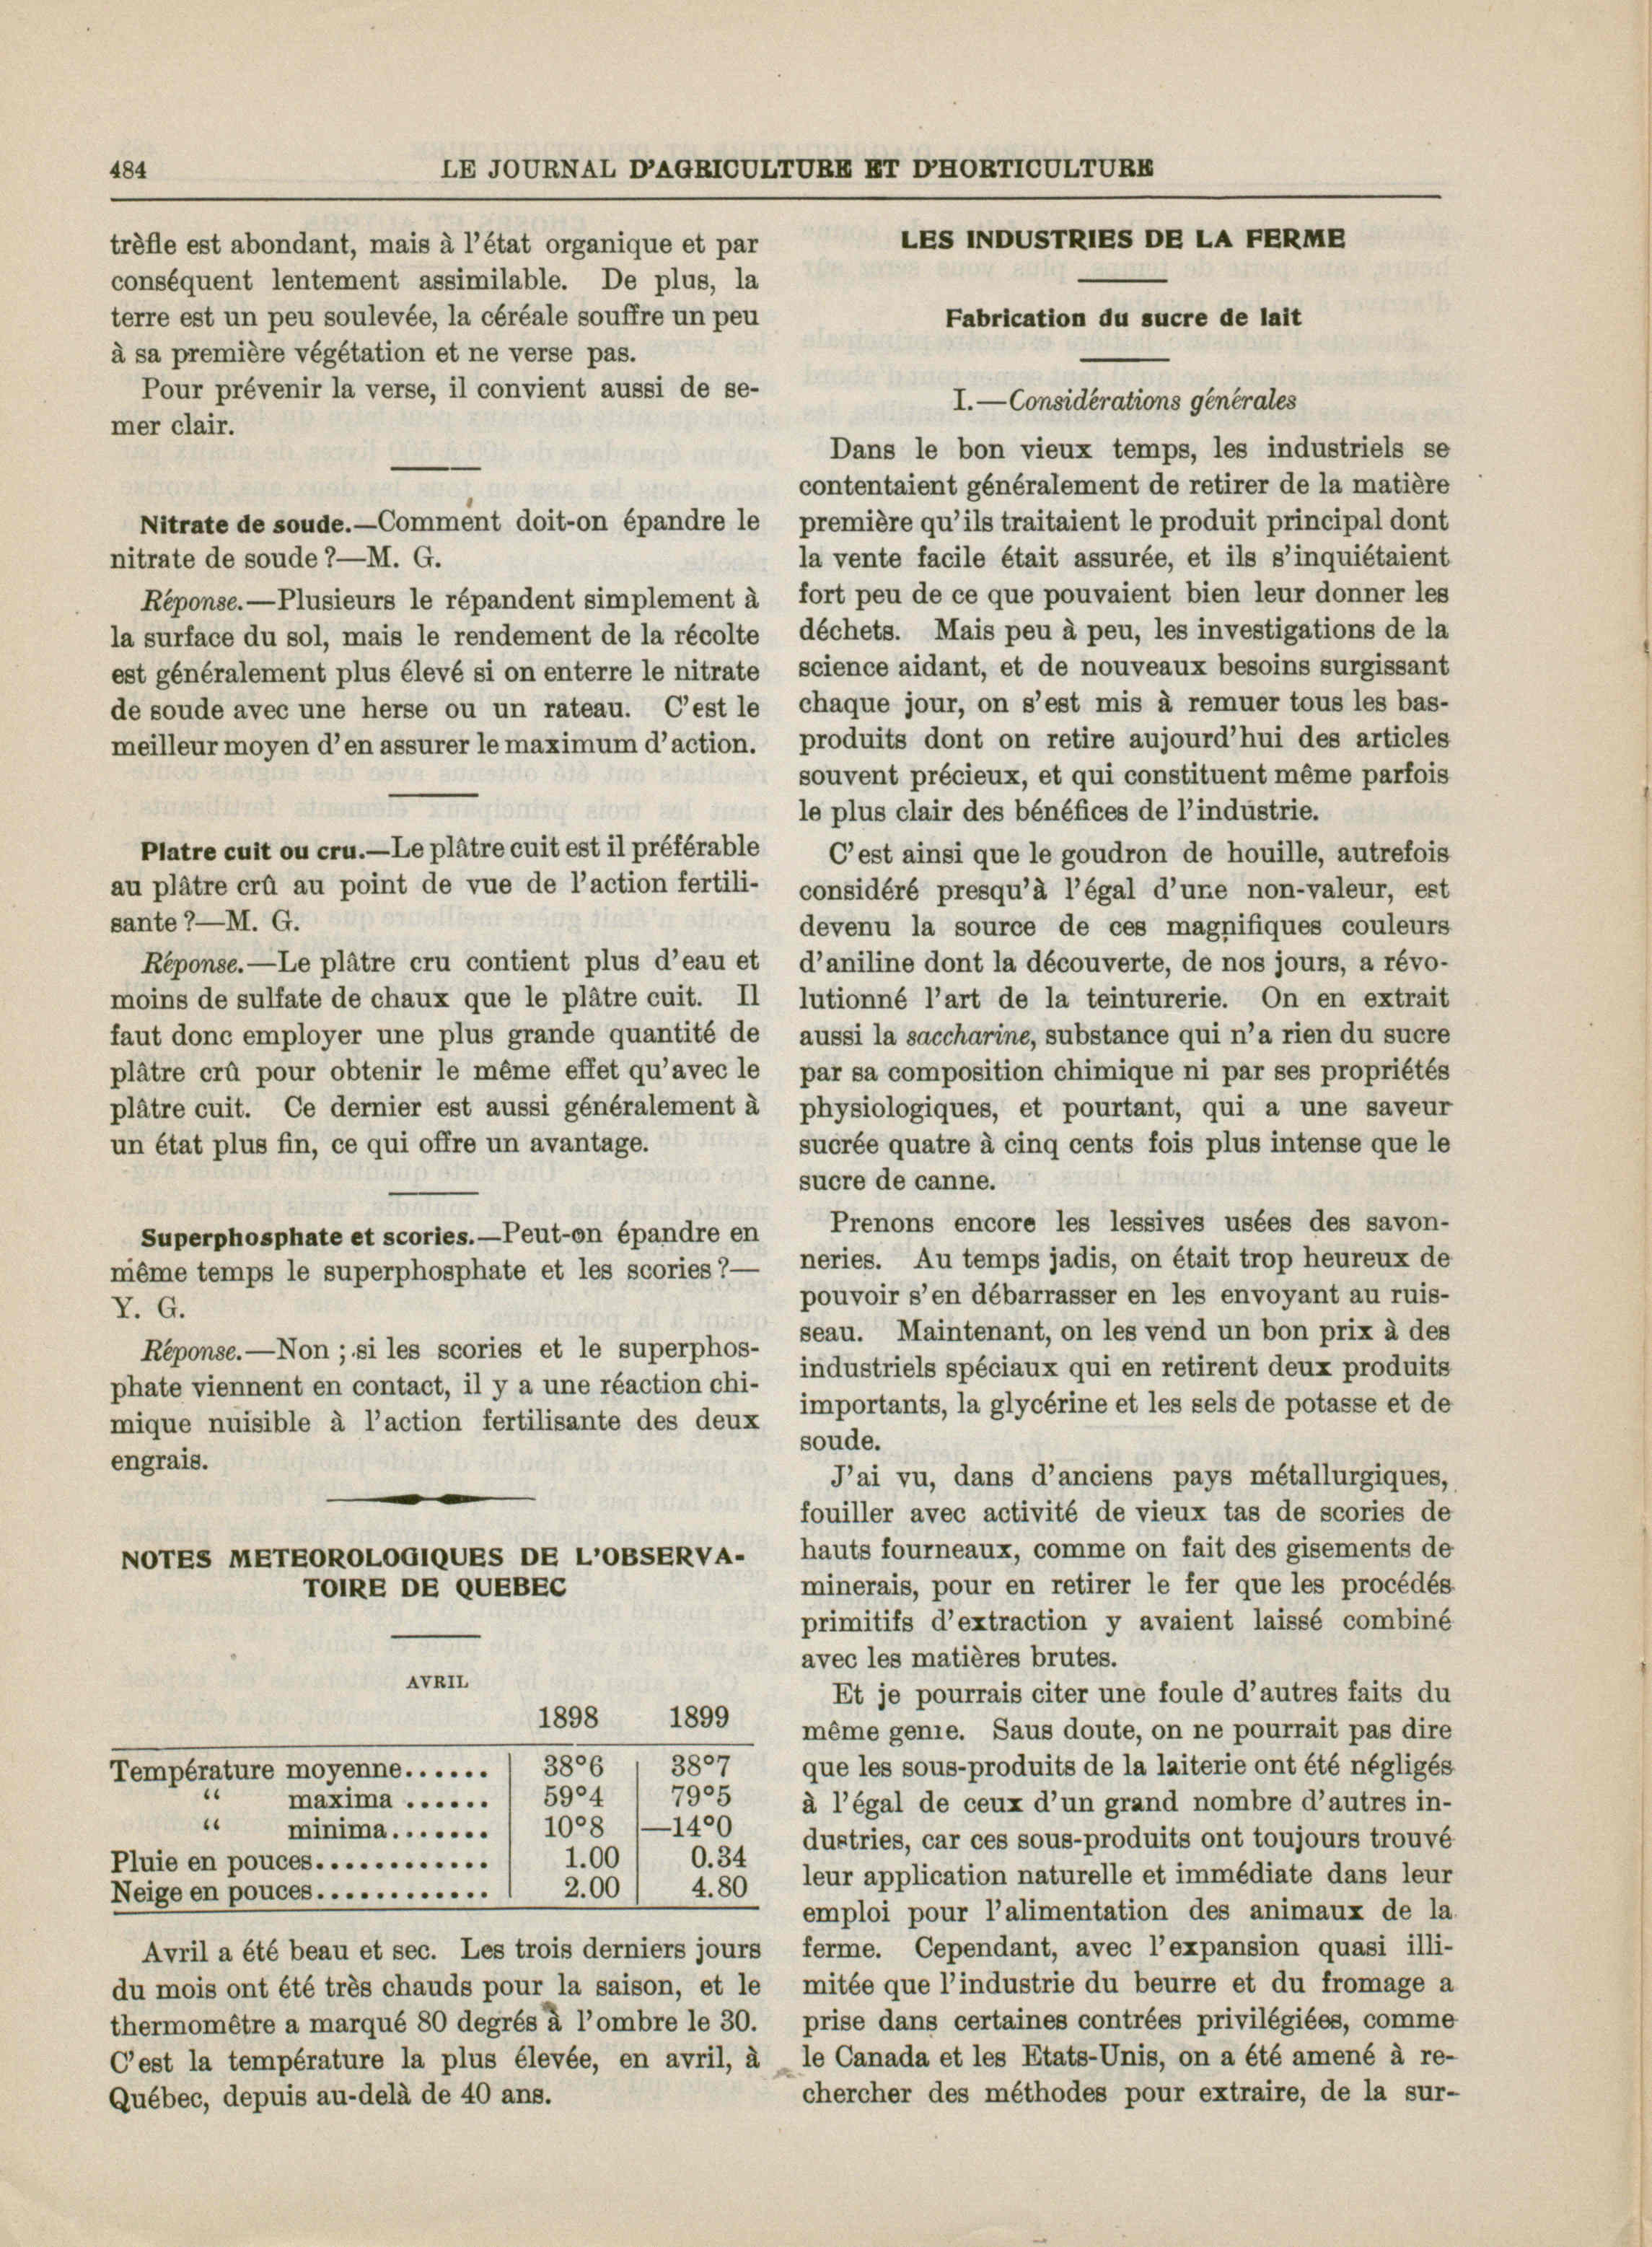 484
LE JOURNAL D'AGRICULTURE ET D'HORTICULTURE
trèfle est abondant, mais à l'état organique et par
conséquent lentement assimilable. De plus, la
terre est un peu soulevée, la céréale souffre un peu
à sa première végétation et ne verse pas.
Pour prévenir la verse, il convient aussi de se-
mer clair.
Nitrate de soude.—Comment doit-on épandre le
nitrate de soude ?—M. G.
Réponse.—Plusieurs le répandent simplement à
la surface du sol, mais le rendement de la récolte
est généralement plus élevé si on enterre le nitrate
de soude avec une herse ou un rateau. C'est le
meilleur moyen d'en assurer le maximum d'action.
Platre cuit ou cru.—Le plâtre cuit est il préférable
au plâtre crû au point de vue de l'action fertili-
sante ?—M. G.
Réponse.—Le plâtre cru contient plus d'eau et
moins de sulfate de chaux que le plâtre cuit. Il
faut donc employer une plus grande quantité de
plâtre crû pour obtenir le même effet qu'avec le
plâtre cuit. Ce dernier est aussi généralement à
un état plus fin, ce qui offre un avantage.
Superphosphate et scories.—Peut-on épandre en
même temps le superphosphate et les scories ?—
Y. G.
Réponse.—Non ; si les scories et le superphos-
phate viennent en contact, il y a une réaction chi-
mique nuisible à l'action fertilisante des deux
engrais.
NOTES METEOROLOGIQUES DE L'OBSERVA-
TOIRE DE QUEBEC
AVRIL
1898 1899
Température moyenne...... 38°6 38°7
“ maxima ...... 59°4 79°5
“ minima....... 10°8 —14°0
Pluie en pouces............ 1.00 0.34
Neige en pouces............ 2.00 4.80
Avril a été beau et sec. Les trois derniers jours
du mois ont été très chauds pour la saison, et le
thermomêtre a marqué 80 degrés à l'ombre le 30.
C'est la température la plus élevée, en avril, à
Québec, depuis au-delà de 40 ans.
LES INDUSTRIES DE LA FERME
Fabrication du sucre de lait
I.—Considérations générales
Dans le bon vieux temps, les industriels se
contentaient généralement de retirer de la matière
première qu'ils traitaient le produit principal dont
la vente facile était assurée, et ils s'inquiétaient
fort peu de ce que pouvaient bien leur donner les
déchets. Mais peu à peu, les investigations de la
science aidant, et de nouveaux besoins surgissant
chaque jour, on s'est mis à remuer tous les bas-
produits dont on retire aujourd'hui des articles
souvent précieux, et qui constituent même parfois
le plus clair des bénéfices de l'industrie.
C'est ainsi que le goudron de houille, autrefois
considéré presqu'à l'égal d'une non-valeur, est
devenu la source de ces magnifiques couleurs
d'aniline dont la découverte, de nos jours, a révo-
lutionné l'art de la teinturerie. On en extrait
aussi la saccharine, substance qui n'a rien du sucre
par sa composition chimique ni par ses propriétés
physiologiques, et pourtant, qui a une saveur
sucrée quatre à cinq cents fois plus intense que le
sucre de canne.
Prenons encore les lessives usées des savon-
neries. Au temps jadis, on était trop heureux de
pouvoir s'en débarrasser en les envoyant au ruis-
seau. Maintenant, on les vend un bon prix à des
industriels spéciaux qui en retirent deux produits
importants, la glycérine et les sels de potasse et de
soude.
J'ai vu, dans d'anciens pays métallurgiques,
fouiller avec activité de vieux tas de scories de
hauts fourneaux, comme on fait des gisements de
minerais, pour en retirer le fer que les procédés
primitifs d'extraction y avaient laissé combiné
avec les matières brutes.
Et je pourrais citer une foule d'autres faits du
même genie. Saus doute, on ne pourrait pas dire
que les sous-produits de la laiterie ont été négligés
à l'égal de ceux d'un grand nombre d'autres in-
dustries, car ces sous-produits ont toujours trouvé
leur application naturelle et immédiate dans leur
emploi pour l'alimentation des animaux de la
ferme. Cependant, avec l'expansion quasi illi-
mitée que l'industrie du beurre et du fromage a
prise dans certaines contrées privilégiées, comme
le Canada et les Etats-Unis, on a été amené à re-
chercher des méthodes pour extraire, de la sur-